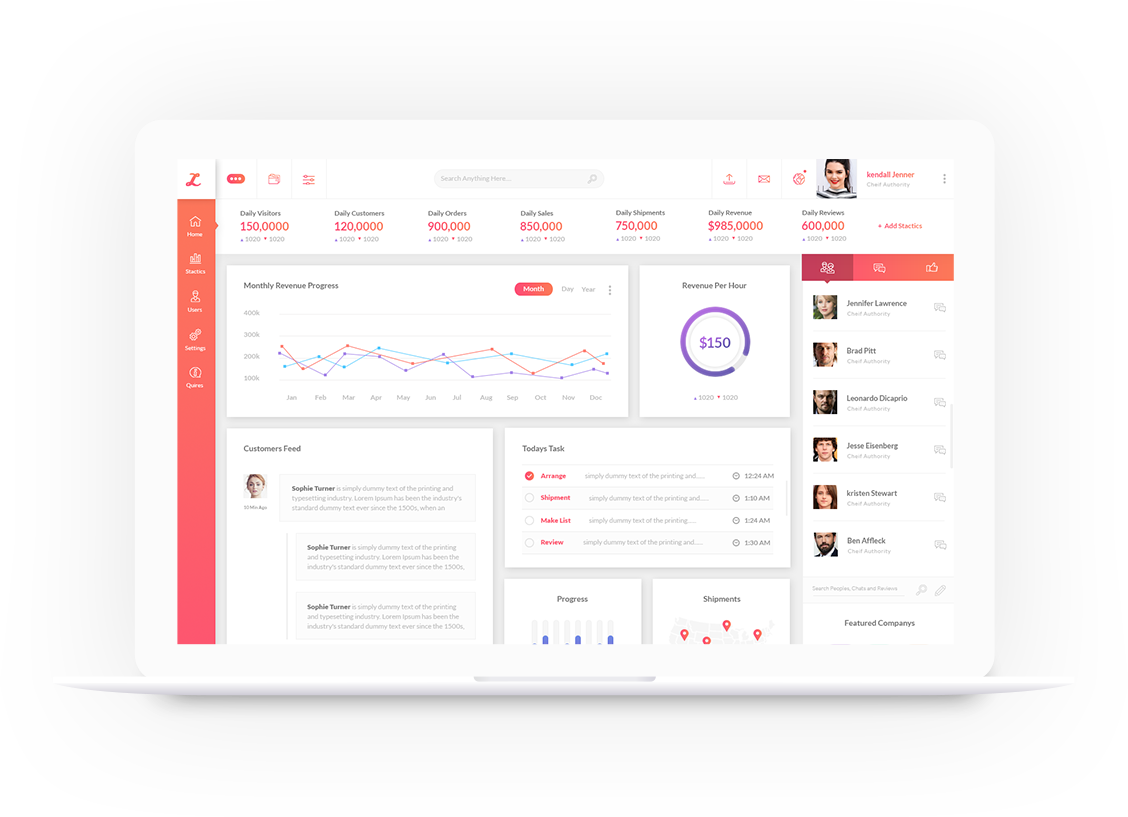 L
Search Anything Here...
kendall Jenner
Cheif Authority
Home
Stactics
Users
Settings
Quires
Daily Visitors
150,0000
1020 1020
Daily Customers
120,0000
1020 1020
Daily Orders
900,000
1020 1020
Daily Sales
850,000
1020 1020
Daily Shipments
750,000
1020 1020
Daily Revenue
$985,0000
1020 1020
Daily Reviews
600,000
1020 1020
+ Add Stactics
Monthly Revenue Progress
Month Day Year
400k
300k
200k
100k
Jan Feb Mar Apr May Jun Jul Aug Sep Oct Nov Doc
Revenue Per Hour
$150
1020 1020
Jennifer Lawrence
Cheif Authority
Brad Pitt
Cheif Authority
Leonardo Dicaprio
Cheif Authority
Jesse Eisenberg
Cheif Authority
kristen Stewart
Cheif Authority
Ben Affleck
Cheif Authority
Search Peoples, Chats and Reviews
Featured Companys
Customers Feed
10 Min Ago
Sophie Turner is simply dummy text of the printing and
typesetting industry. Lorem Ipsum has been the industry's
standard dummy text ever since the 1500s, when an
Sophie Turner is simply dummy text of the printing
and typesetting industry. Lorem Ipsum has been the
industry's standard dummy text ever since the 1500s,
Sophie Turner is simply dummy text of the printing
and typesetting industry. Lorem Ipsum has been the
industry's standard dummy text ever since the 1500s,
Todays Task
Arrange simply dummy text of the printing and..... 12:24 AM
Shipment simply dummy text of the printing and..... 1:10 AM
Make List simply dummy text of the printing..... 1:24 AM
Review simply dummy text of the printing and..... 1:30 AM
Progress
Shipments